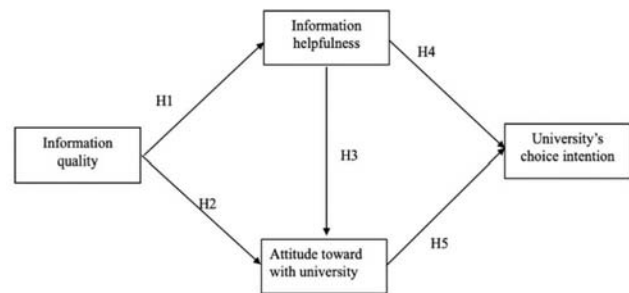 Information
helpfulness
H4
H1
Information
quality
University's
choice intention
H3
H2
Attitude toward
with university
H5